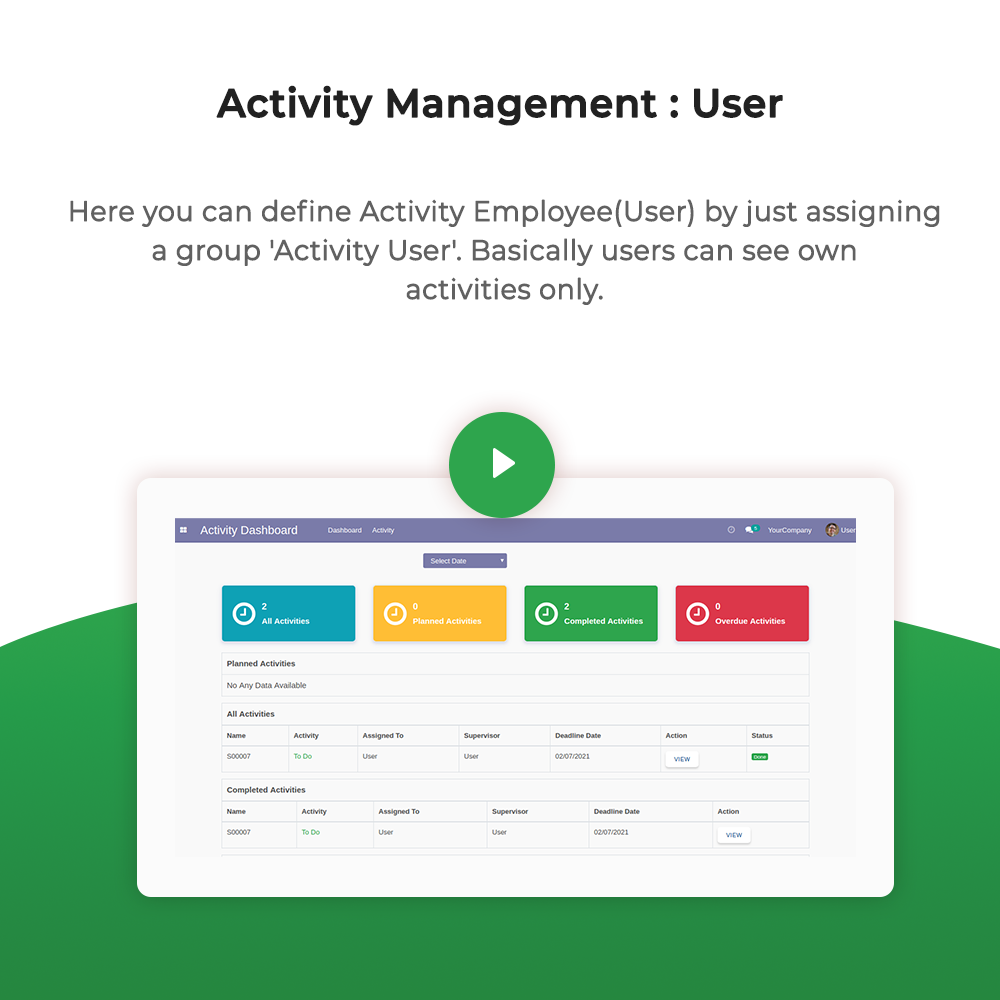 Activity Management : User
Here you can define Activity Employee(User) by just assigning
a group 'Activity User'. Basically users can see own
activities only.
Activity Dashboard Dashboard Activity 5 YourCompany User
Select Date
2 All Activities
0 Planned Activities
2 Completed Activities
0 Overdue Activities
Planned Activities
No Any Data Available
All Activities
Name Activity Assigned To Supervisor Deadline Date Action Status
S00007 To Do User User 02/07/2021 VIEW Done
Completed Activities
Name Activity Assigned To Supervisor Deadline Date Action
S00007 To Do User User 02/07/2021 VIEW